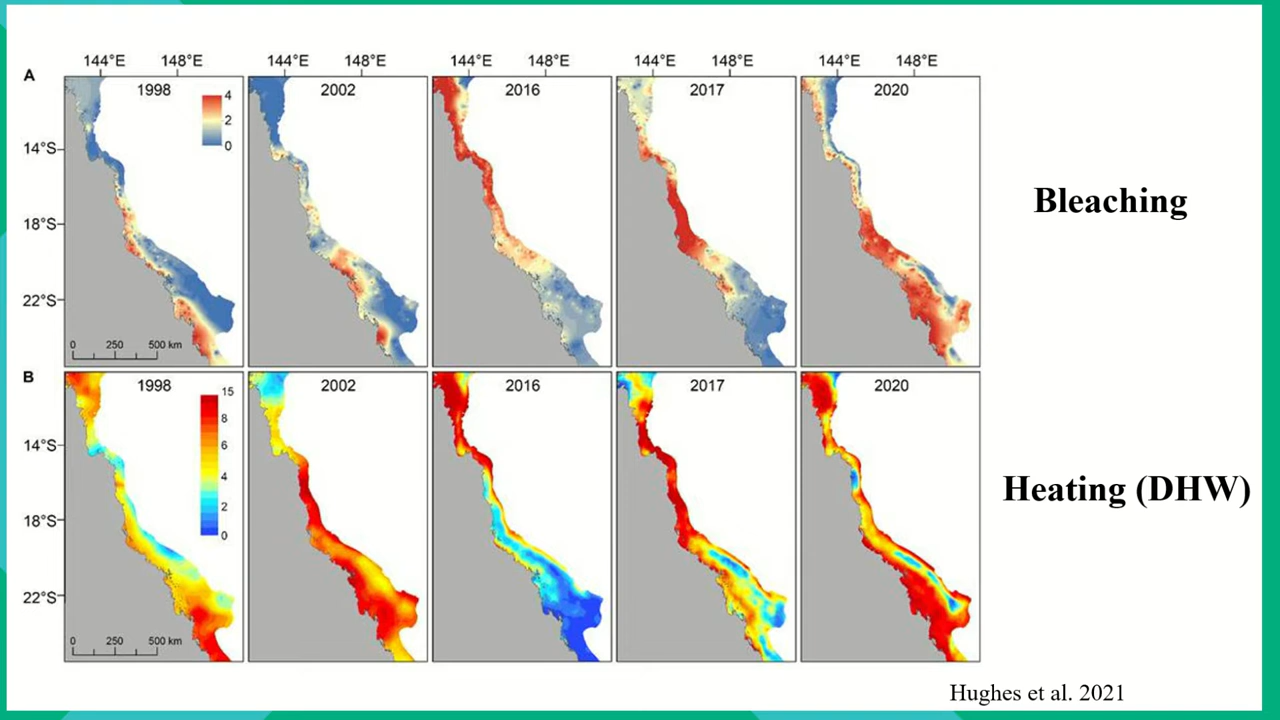 144°E 148°E 144°E 148°E 144°E 148°E 144°E 148°E 144°E 148°E
A
1998 2002 2016 2017 2020
4
2
0
14°S
18°S
22°S
0 250 500 km
Bleaching
B
1998 2002 2016 2017 2020
15
8
6
4
2
0
14°S
18°S
22°S
0 250 500 km
Heating (DHW)
Hughes et al. 2021